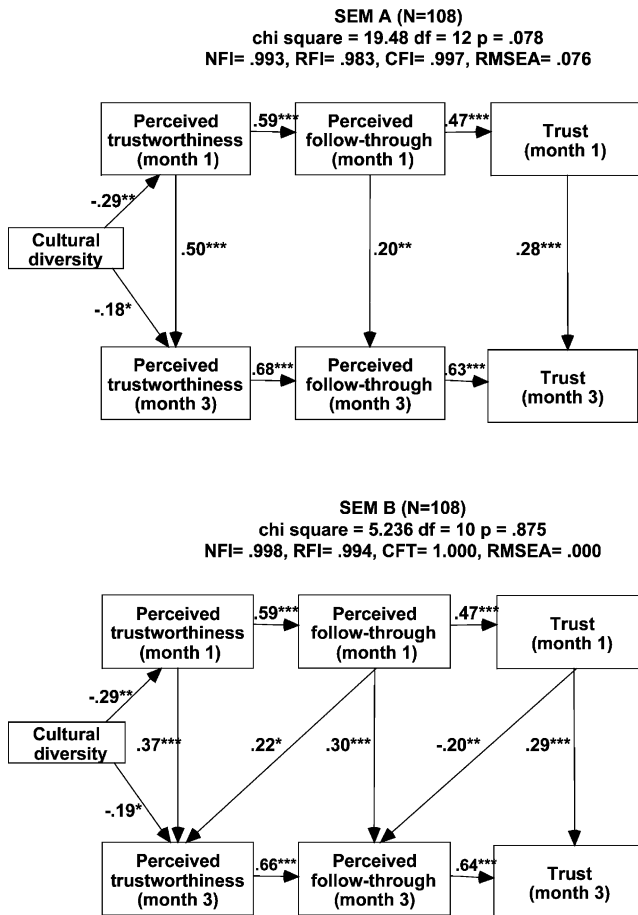 SEM A (N=108)
chi square = 19.48 df = 12 p = .078
NFI= .993, RFI= .983, CFI= .997, RMSEA= .076
Perceived
trustworthiness
(month 1)
.59***
Perceived
follow-through
(month 1)
.47***
Trust
(month 1)
-.29**
Cultural
diversity
.50***
.20**
.28***
-.18*
Perceived
trustworthiness
(month 3)
.68***
Perceived
follow-through
(month 3)
.63***
Trust
(month 3)
SEM B (N=108)
chi square = 5.236 df = 10 p = .875
NFI= .998, RFI= .994, CFT= 1.000, RMSEA= .000
Perceived
trustworthiness
(month 1)
.59***
Perceived
follow-through
(month 1)
.47***
Trust
(month 1)
-.29**
Cultural
diversity
.37***
.22*
.30***
-.20**
.29***
-.19*
Perceived
trustworthiness
(month 3)
.66***
Perceived
follow-through
(month 3)
.64***
Trust
(month 3)